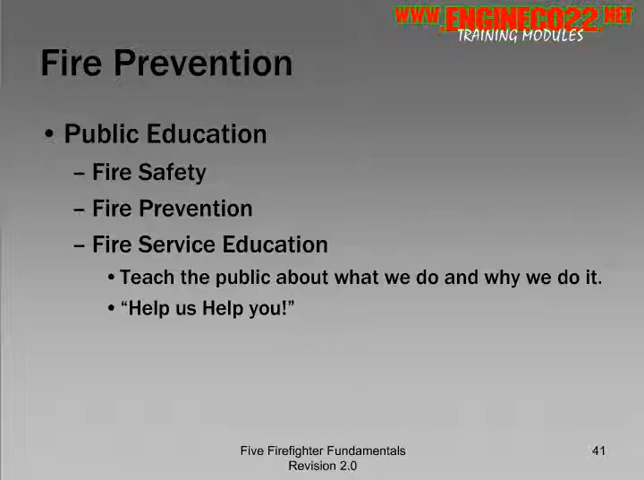 WWW.ENGINECO22.NET
TRAINING MODULES
Fire Prevention
• Public Education
– Fire Safety
– Fire Prevention
– Fire Service Education
• Teach the public about what we do and why we do it.
• “Help us Help you!”
Five Firefighter Fundamentals
Revision 2.0
41